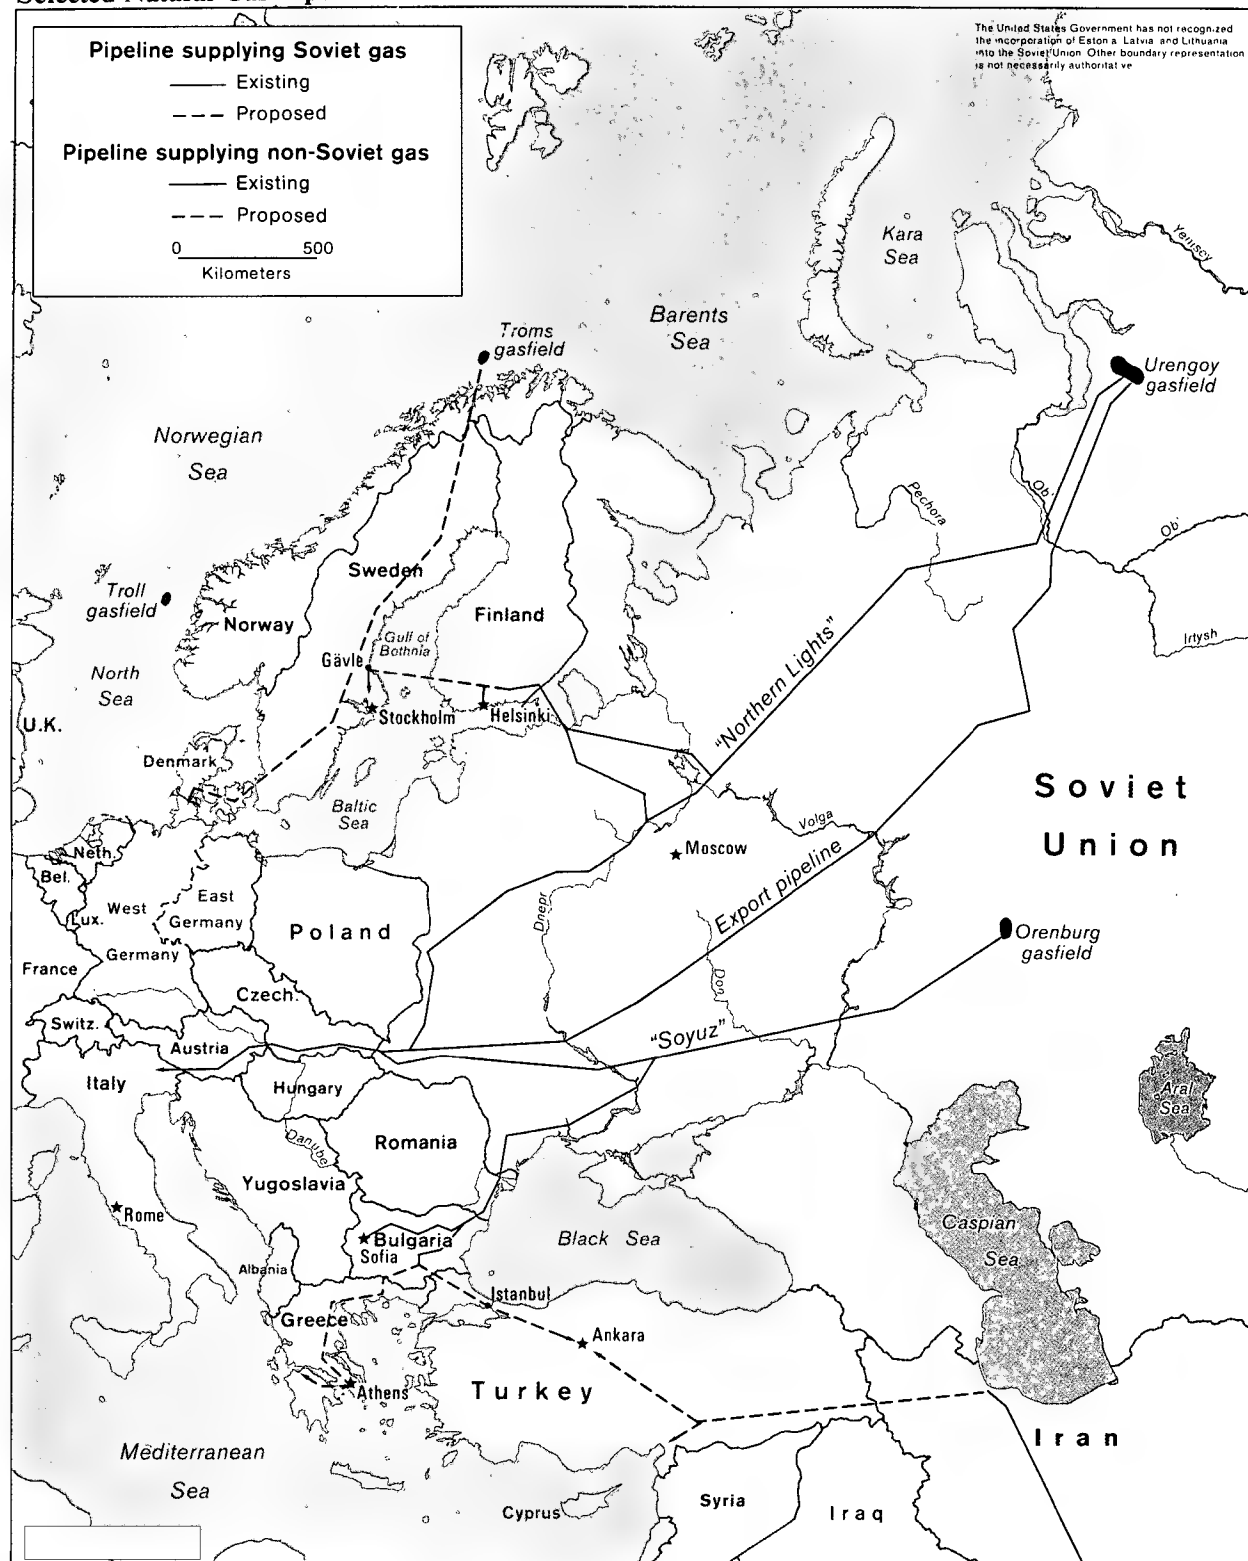 Pipeline supplying Soviet gas
Existing
Proposed
Pipeline supplying non-Soviet gas
Existing
Proposed
0 500
Kilometers
The United States Government has not recognized
the incorporation of Estonia Latvia and Lithuania
into the Soviet Union Other boundary representation
is not necessarily authoritative
Yenisey
Kara
Sea
Barents
Sea
Troms
gasfield
Urengoy
gasfield
Norwegian
Sea
Pechora
Ob'
Ob'
Irtysh
Sweden
Finland
Troll
gasfield
Norway
Gulf of
Bothnia
Gävle
North
Sea
U.K.
Stockholm
Helsinki
"Northern Lights"
Denmark
Baltic
Sea
Soviet
Union
Volga
Moscow
Export pipeline
Neth.
Bel.
Lux.
West
Germany
East
Germany
Poland
Dnepr
Don
Orenburg
gasfield
France
Czech.
Switz.
Austria
"Soyuz"
Italy
Hungary
Aral
Sea
Danube
Romania
Yugoslavia
Rome
Bulgaria
Sofia
Black Sea
Caspian
Sea
Albania
Istanbul
Greece
Ankara
Athens
Turkey
Iran
Mediterranean
Sea
Cyprus
Syria
Iraq